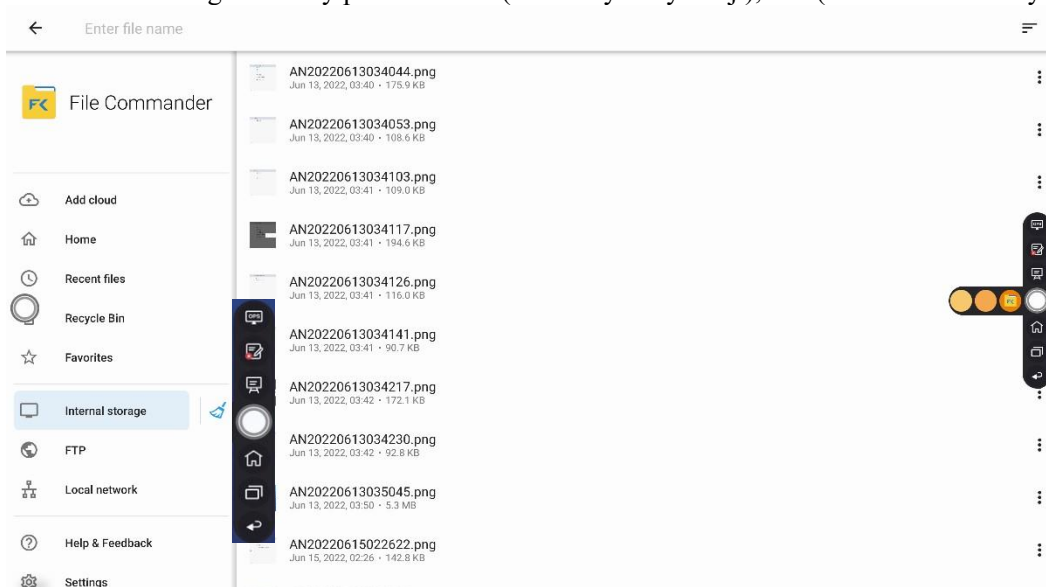 Enter file name
File Commander
Add cloud
Home
Recent files
Recycle Bin
Favorites
Internal storage
FTP
Local network
Help & Feedback
Settings
AN20220613034044.png
Jun 13, 2022, 03:40 • 175.9 KB
AN20220613034053.png
Jun 13, 2022, 03:40 • 108.6 KB
AN20220613034103.png
Jun 13, 2022, 03:41 • 109.0 KB
AN20220613034117.png
Jun 13, 2022, 03:41 • 194.6 KB
AN20220613034126.png
Jun 13, 2022, 03:41 • 116.0 KB
AN20220613034141.png
Jun 13, 2022, 03:41 • 90.7 KB
AN20220613034217.png
Jun 13, 2022, 03:42 • 172.1 KB
AN20220613034230.png
Jun 13, 2022, 03:42 • 92.8 KB
AN20220613035045.png
Jun 13, 2022, 03:50 • 5.3 MB
AN20220615022622.png
Jun 15, 2022, 02:26 • 142.8 KB
OPS